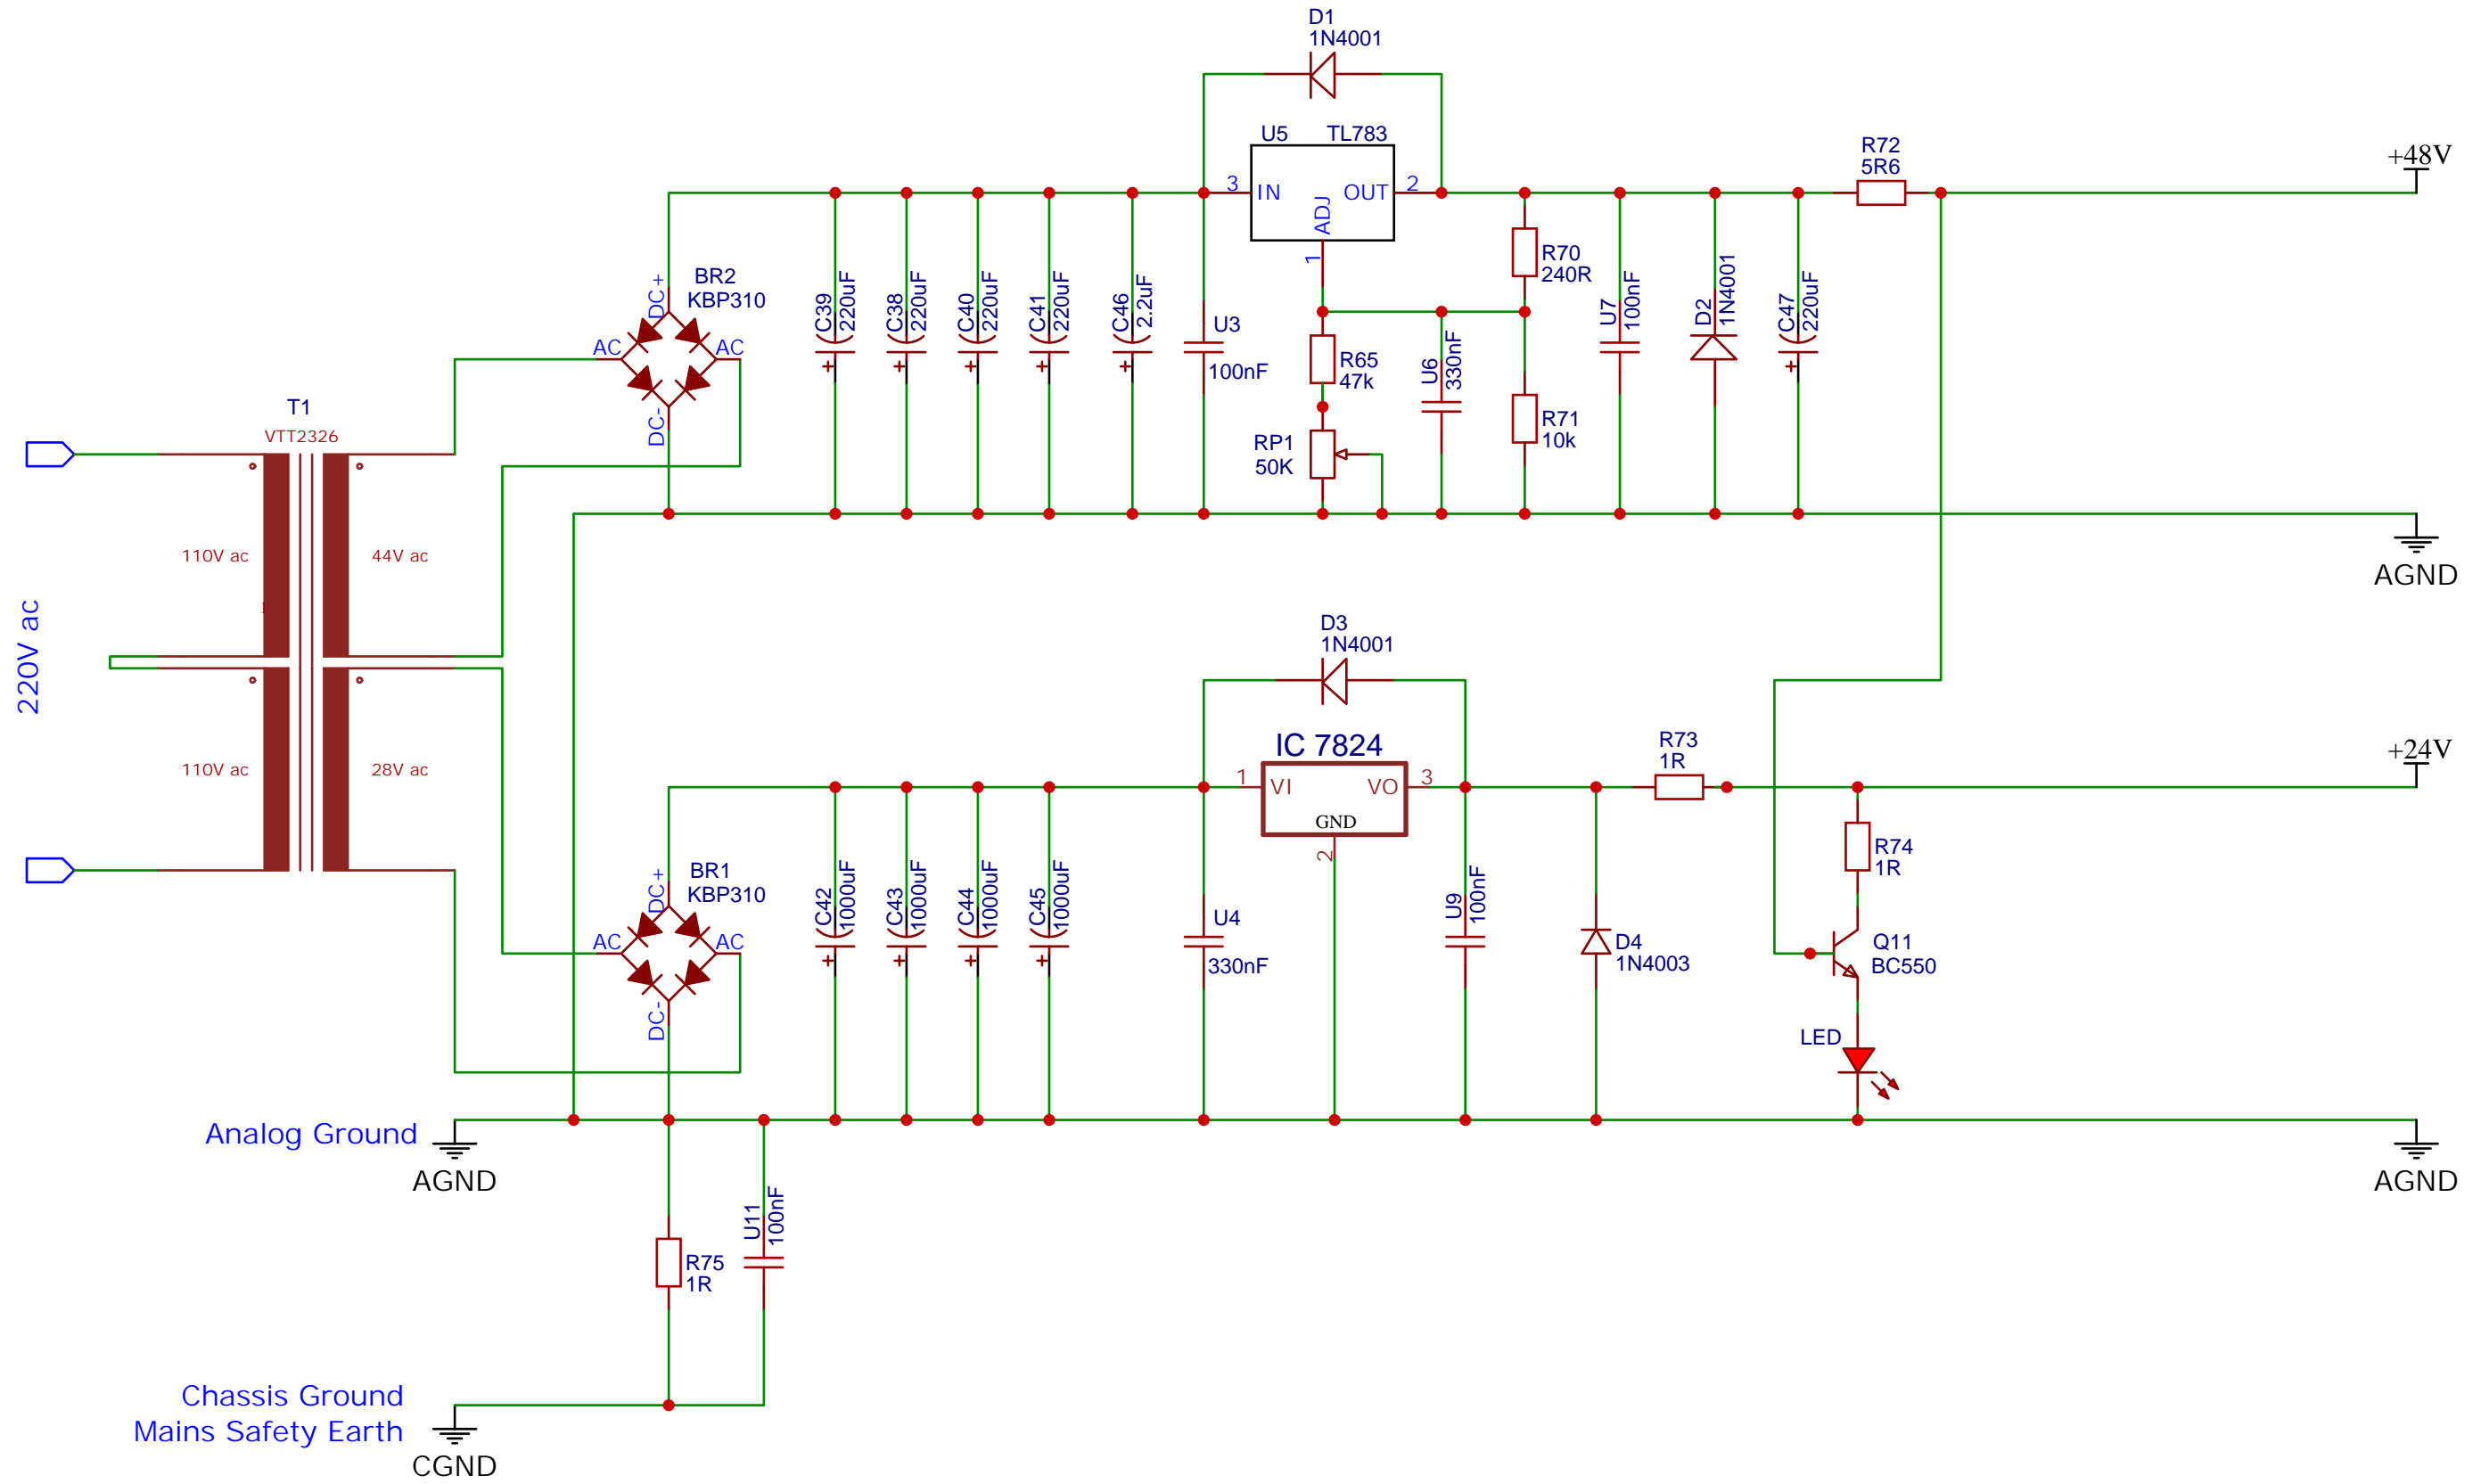 D1
1N4001
U5 TL783
3 IN OUT 2
ADJ
1
R72
5R6
+48V
BR2
KBP310
DC+
AC AC
DC-
C39
220uF
C38
220uF
C40
220uF
C41
220uF
C46
2.2uF
U3
100nF
R65
47k
RP1
50K
U6
330nF
R70
240R
R71
10k
U7
100nF
D2
1N4001
C47
220uF
+ + + + + +
AGND
T1
VTT2326
110V ac 44V ac
220V ac
110V ac 28V ac
D3
1N4001
IC 7824
1 VI VO 3
GND
2
R73
1R
+24V
BR1
KBP310
DC+
AC AC
DC-
C42
1000uF
C43
1000uF
C44
1000uF
C45
1000uF
+ + + +
U4
330nF
U9
100nF
D4
1N4003
R74
1R
Q11
BC550
LED
Analog Ground
AGND
AGND
R75
1R
U11
100nF
Chassis Ground
Mains Safety Earth
CGND